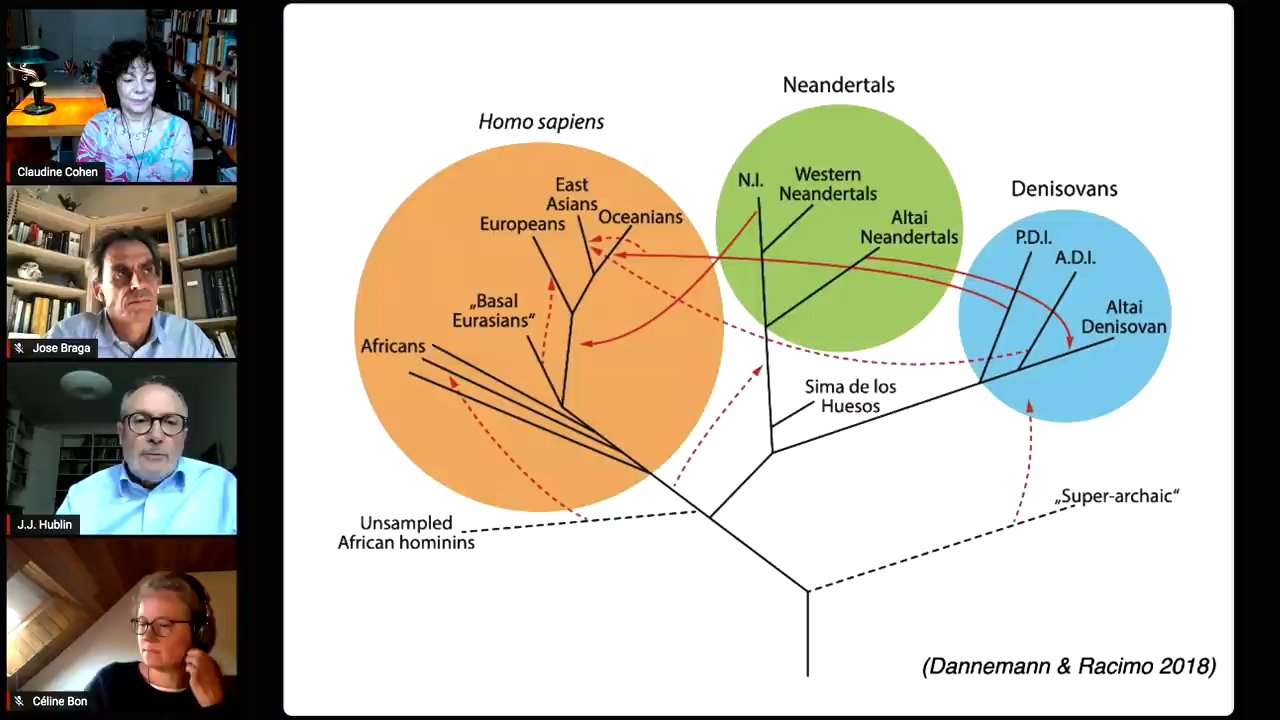 Claudine Cohen
Jose Braga
J.J. Hublin
Céline Bon
Neandertals
Homo sapiens
Denisovans
East
Asians
Europeans
Oceanians
„Basal
Eurasians“
Africans
N.I.
Western
Neandertals
Altai
Neandertals
P.D.I.
A.D.I.
Altai
Denisovan
Sima de los
Huesos
Unsampled
African hominins
„Super-archaic“
(Dannemann & Racimo 2018)